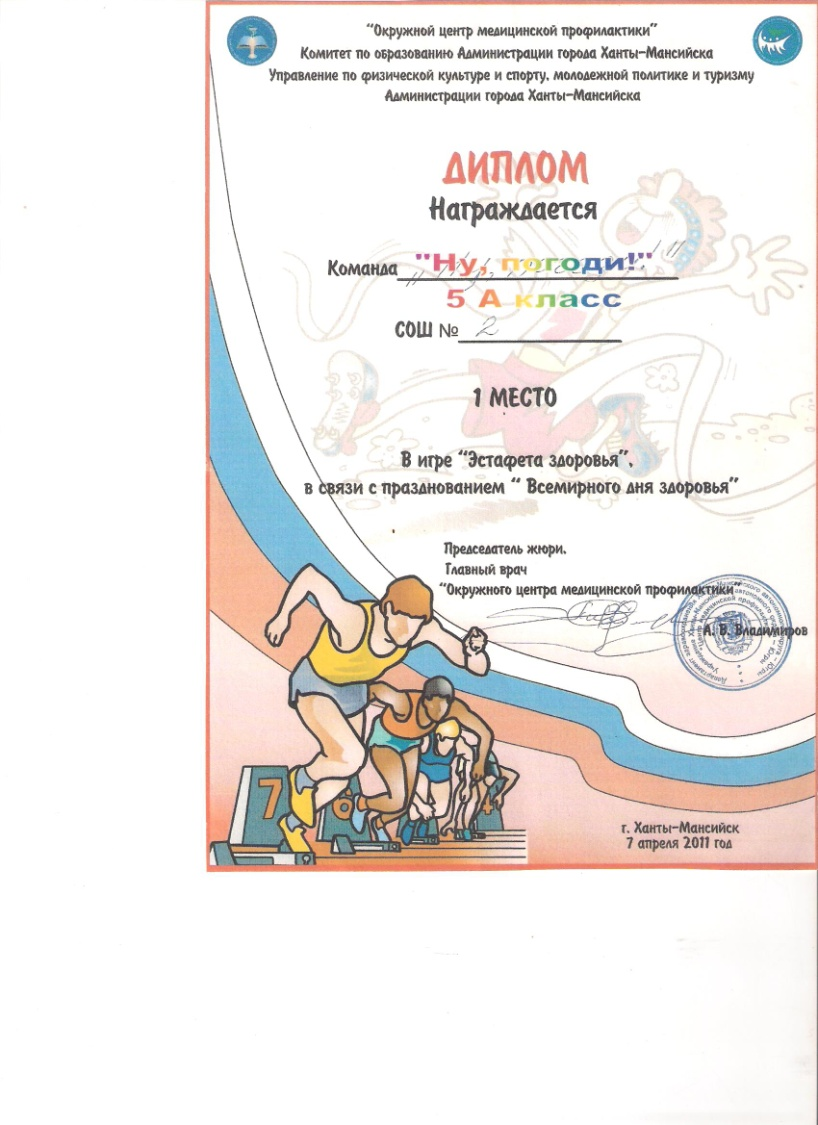 “Окружной центр медицинской профилактики”
Комитет по образованию Администрации города Ханты-Мансийска
Управление по физической культуре и спорту, молодежной политике и туризму
Администрации города Ханты-Мансийска
ДИПЛОМ
Награждается
Команда "Ну, погоди!"
5 А класс
СОШ № 2
1 МЕСТО
В игре “Эстафета здоровья”,
в связи с празднованием “ Всемирного дня здоровья”
Председатель жюри,
Главный врач
“Окружного центра медицинской профилактики”
А. В. Владимиров
7
6
4
г. Ханты-Мансийск
7 апреля 2011 год